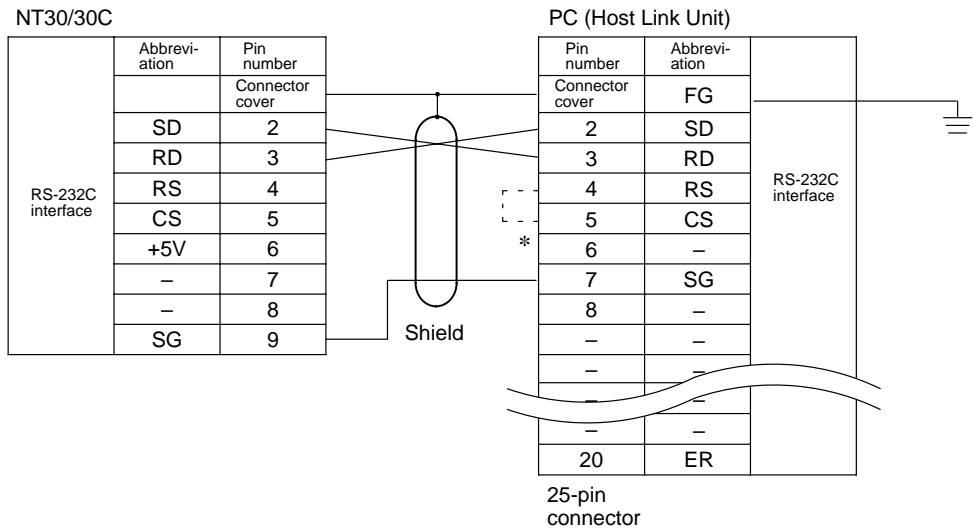 NT30/30C
PC (Host Link Unit)
Abbrevi-
ation
Pin
number
Connector
cover
SD 2
RD 3
RS 4
CS 5
+5V 6
– 7
– 8
SG 9
RS-232C
interface
Shield
Pin
number
Abbrevi-
ation
Connector
cover
FG
2 SD
3 RD
4 RS
5 CS
*
6 –
7 SG
8 –
– –
– –
– –
– –
20 ER
RS-232C
interface
25-pin
connector